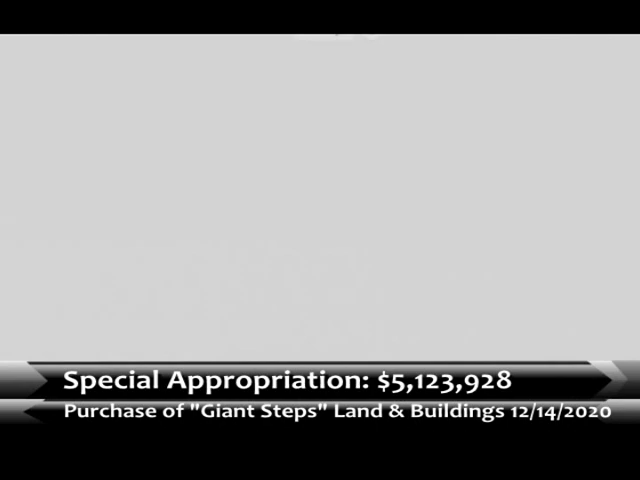 Special Appropriation: $5,123,928
Purchase of "Giant Steps" Land & Buildings 12/14/2020